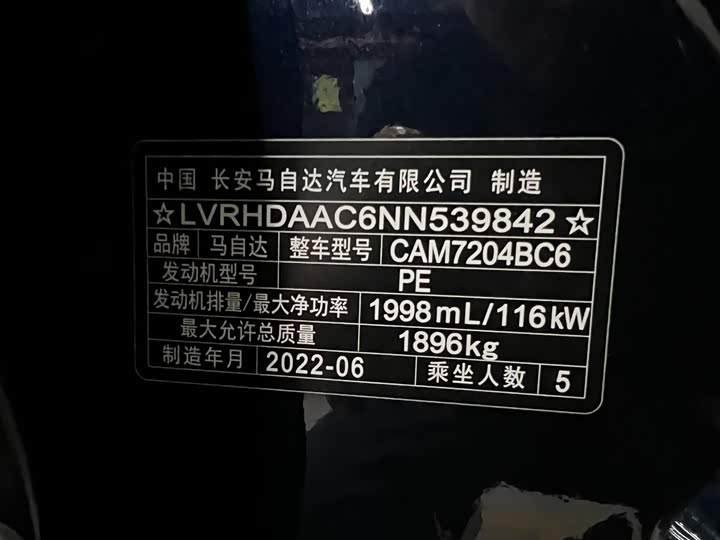 中国 长安马自达汽车有限公司 制造
☆LVRHDAAC6NN539842☆
品牌 马自达 整车型号 CAM7204BC6
发动机型号 PE
发动机排量/最大净功率 1998mL/116kW
最大允许总质量 1896kg
制造年月 2022-06 乘坐人数 5